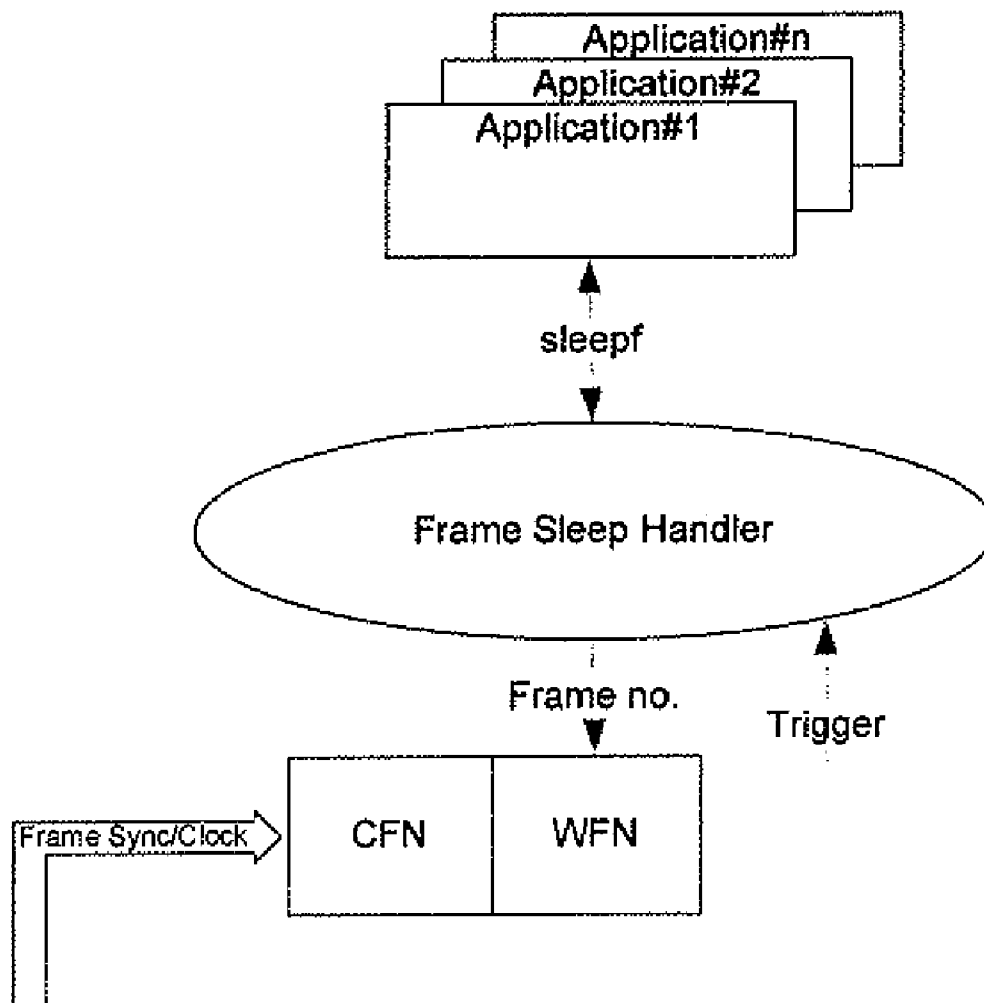 Application#n
Application#2
Application#1
sleepf
Frame Sleep Handler
Frame no.
Trigger
Frame Sync/Clock
CFN
WFN